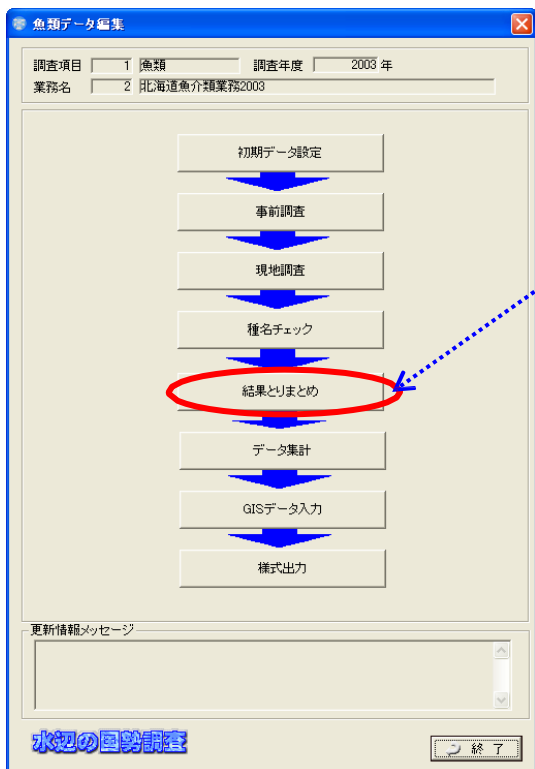 魚類データ編集
調査項目 1 魚類 調査年度 2003 年
業務名 2 北海道魚介類業務2003
初期データ設定
事前調査
現地調査
種名チェック
結果とりまとめ
データ集計
GISデータ入力
様式出力
更新情報メッセージ
水辺の国勢調査
終 了